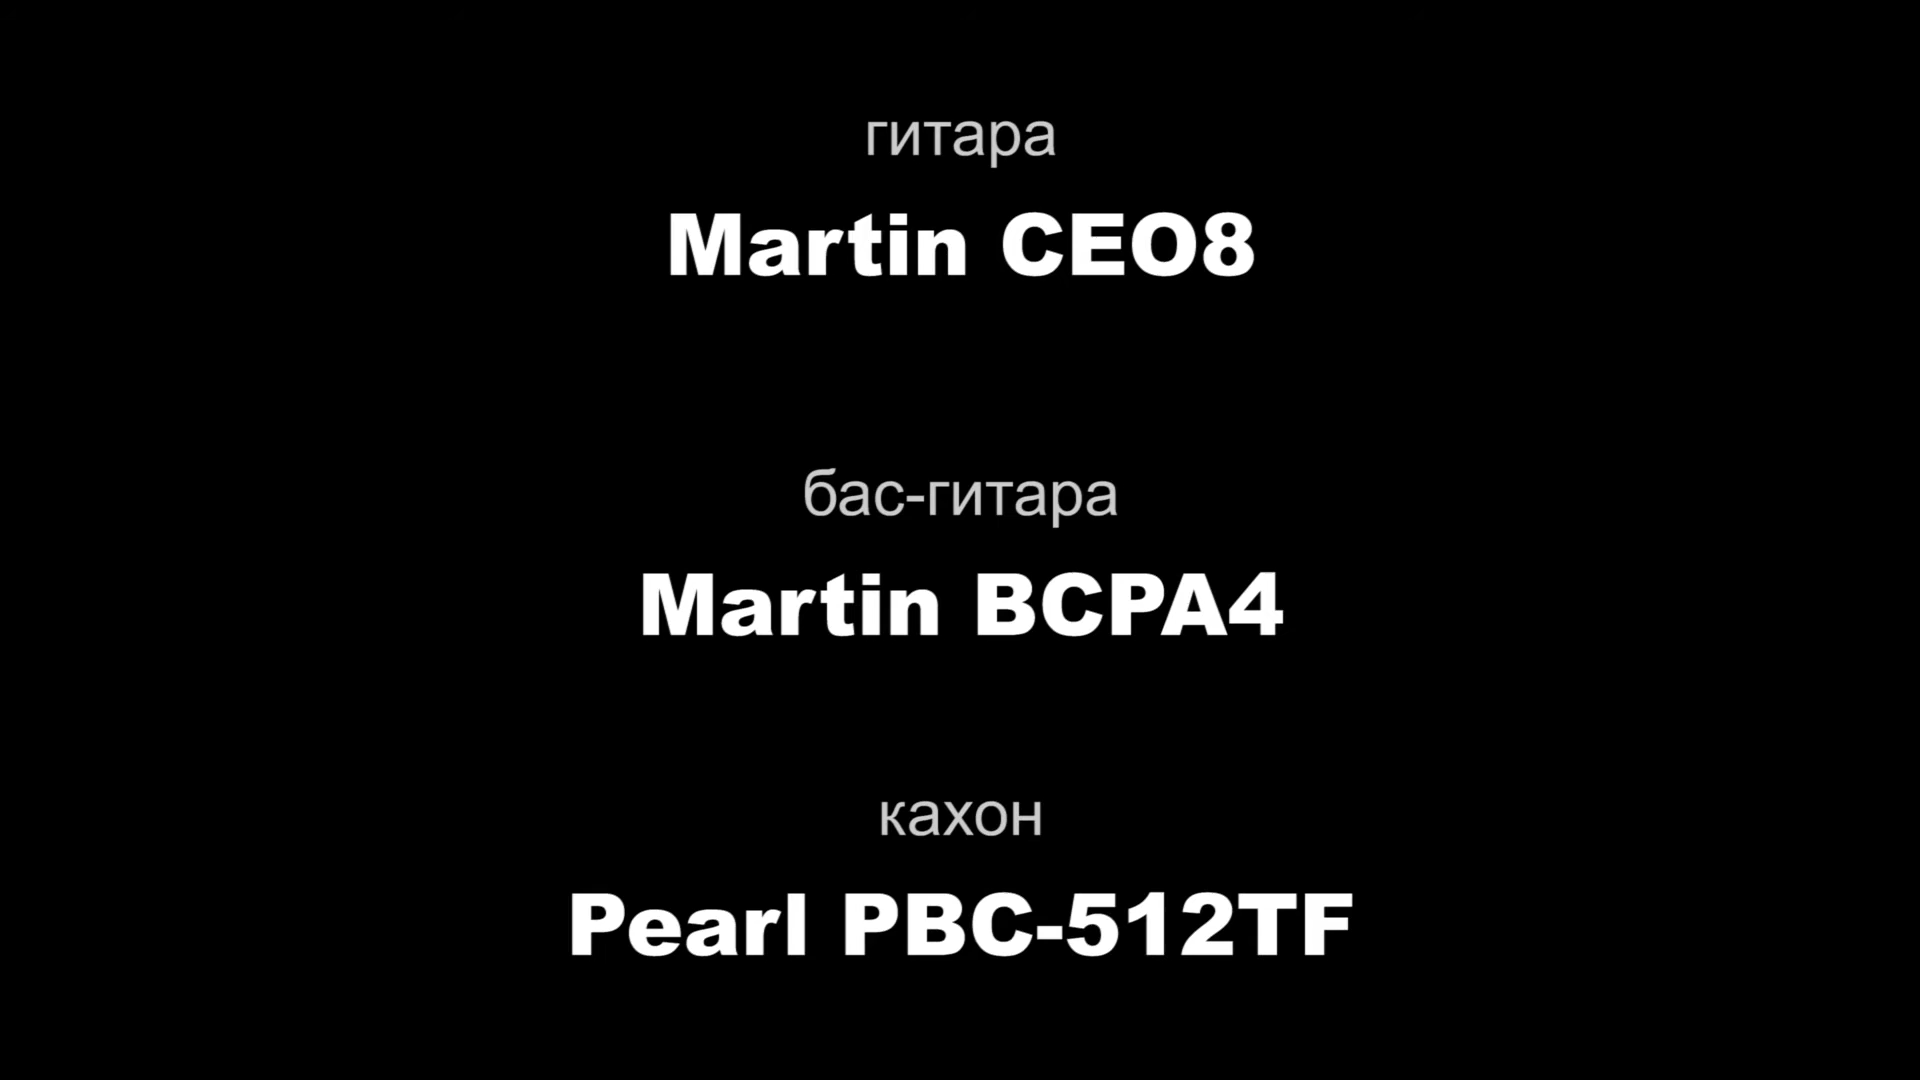 гитара
Martin CEO8
бас-гитара
Martin BCPA4
кахон
Pearl PBC-512TF